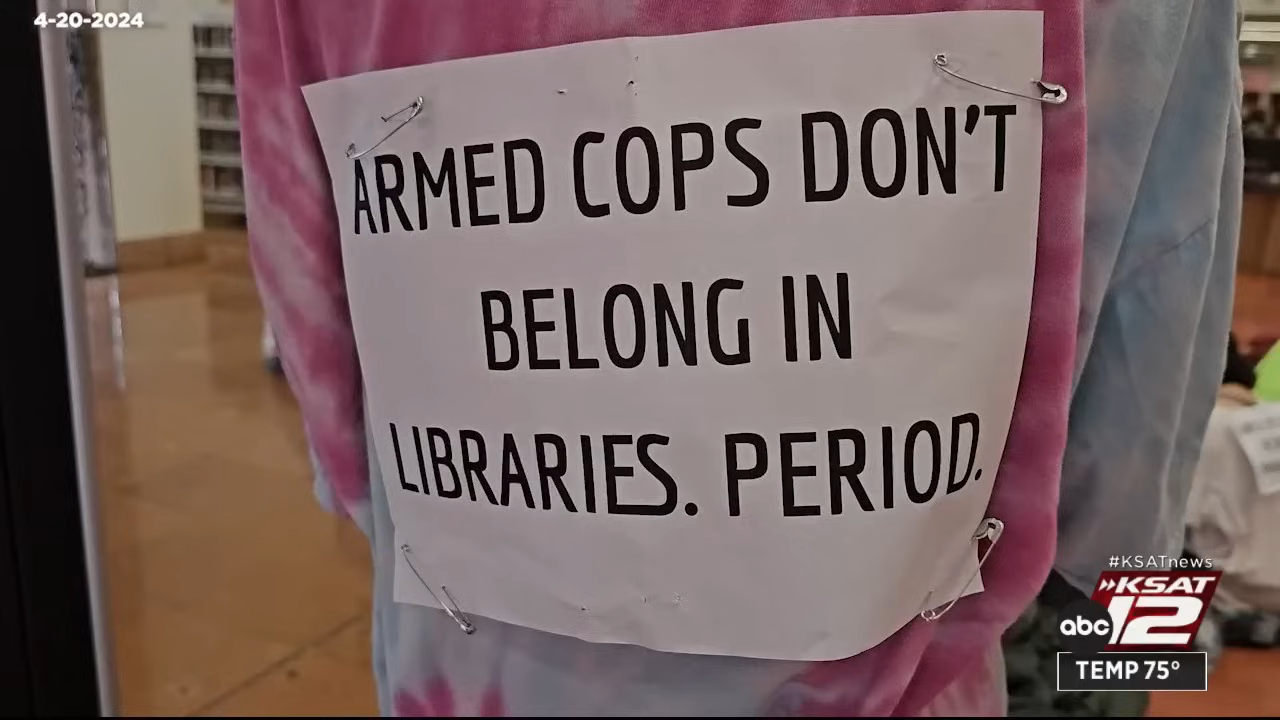 4-20-2024
ARMED COPS DON'T
BELONG IN
LIBRARIES. PERIOD.
#KSATnews
KSAT
abc 12
TEMP 75°